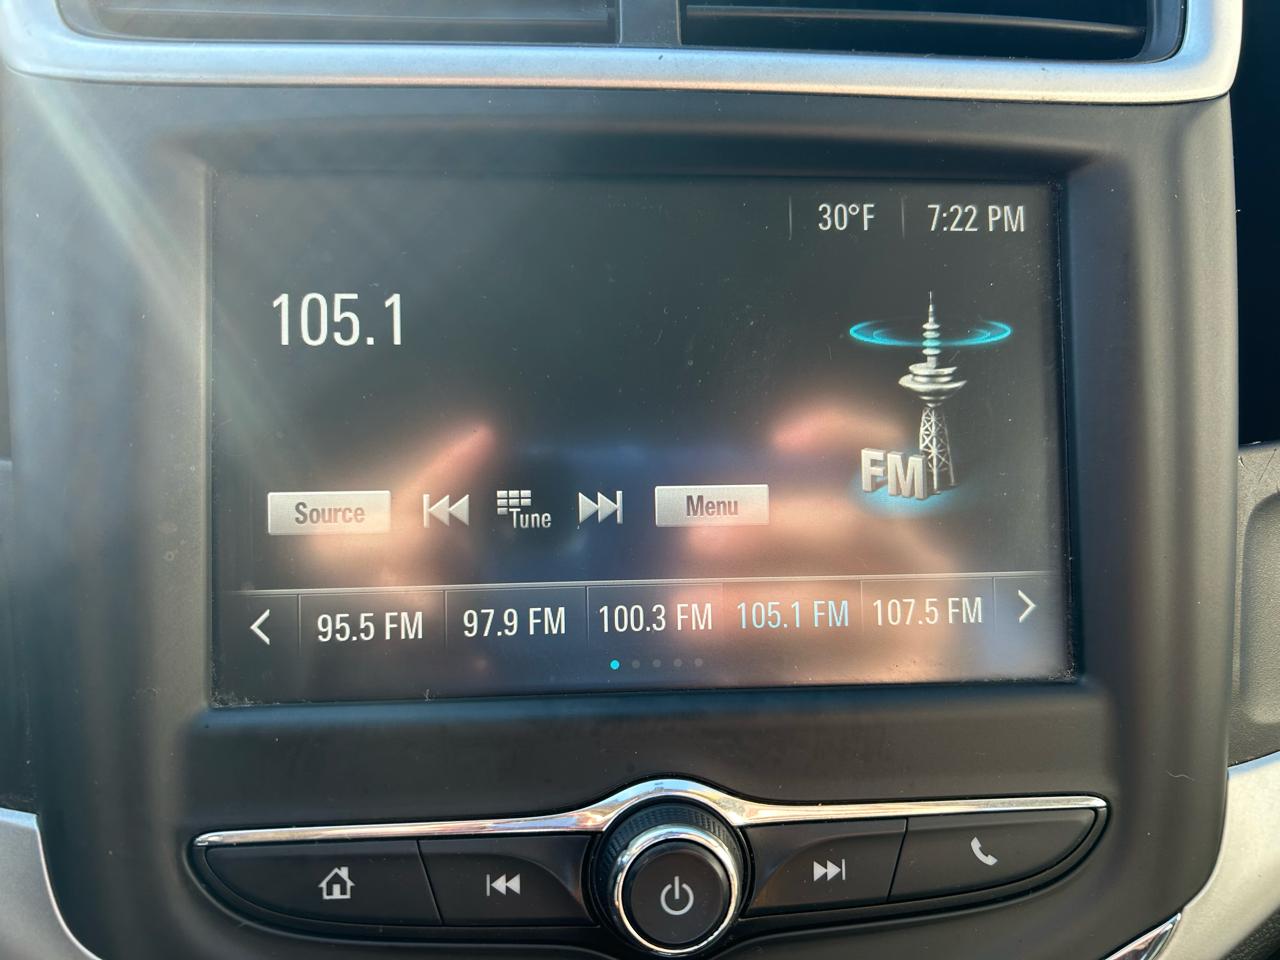 30°F 7:22 PM
105.1
FM
Source Tune Menu
95.5 FM 97.9 FM 100.3 FM 105.1 FM 107.5 FM